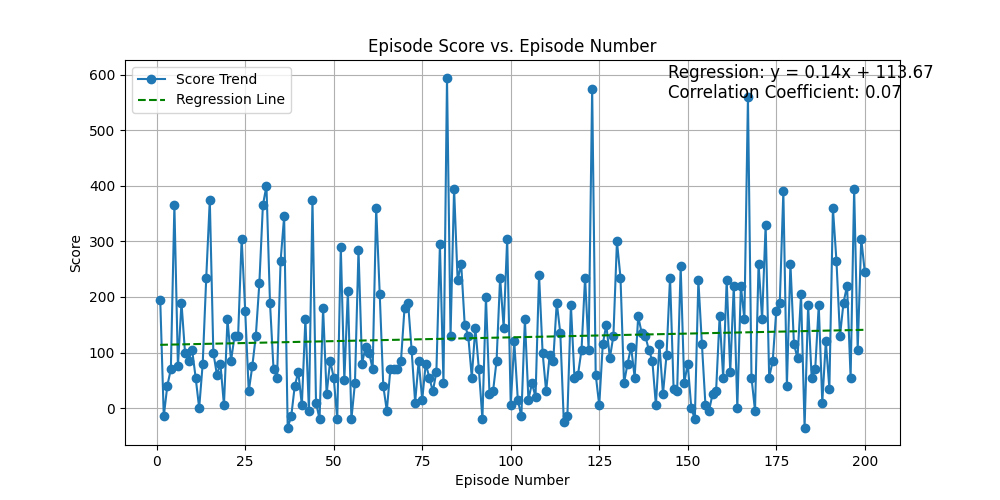 Episode Score vs. Episode Number
Score Trend
Regression Line
Regression: y = 0.14x + 113.67
Correlation Coefficient: 0.07
600
500
400
300
200
100
0
Score
0 25 50 75 100 125 150 175 200
Episode Number